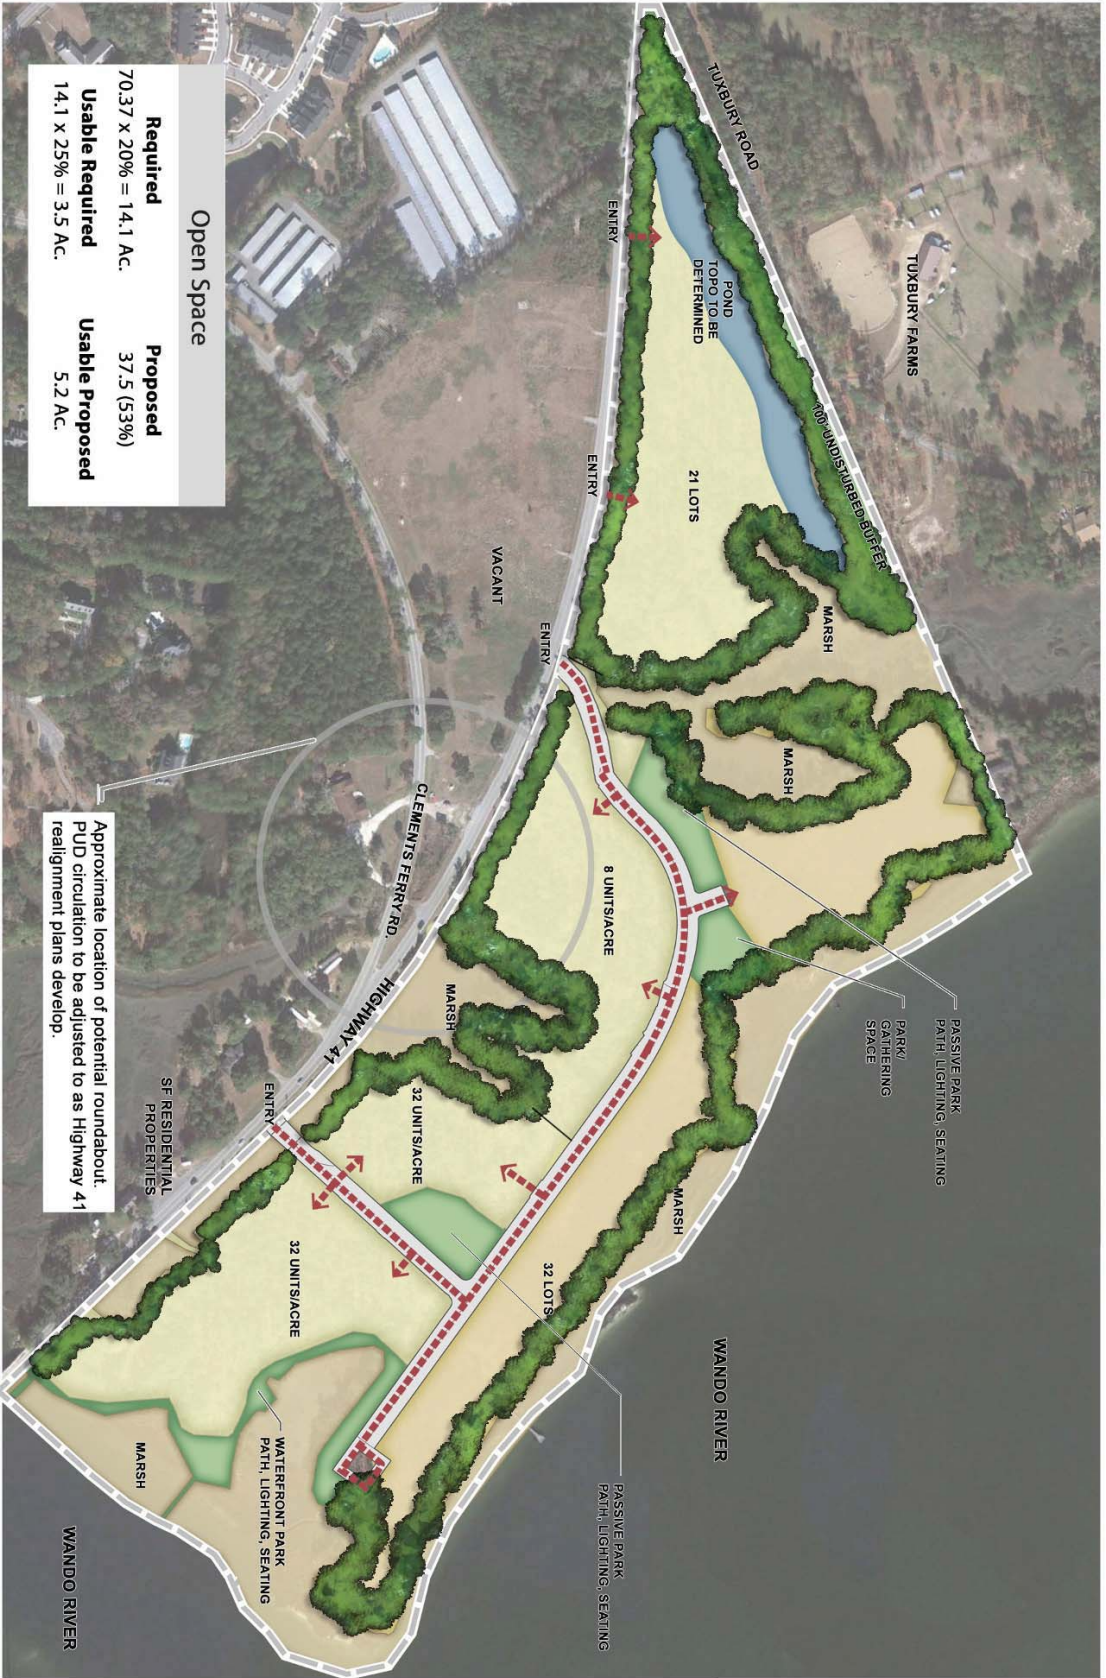 TUXBURY ROAD
TUXBURY FARMS
100' UNDISTURBED BUFFER
POND
TOPO TO BE
DETERMINED
ENTRY
21 LOTS
ENTRY
VACANT
ENTRY
MARSH
MARSH
CLEMENTS FERRY RD.
HIGHWAY 41
8 UNITS/ACRE
MARSH
PASSIVE PARK
PATH, LIGHTING, SEATING
PARK/
GATHERING
SPACE
MARSH
32 LOTS
32 UNITS/ACRE
ENTRY
SF RESIDENTIAL
PROPERTIES
32 UNITS/ACRE
WANDO RIVER
PASSIVE PARK
PATH, LIGHTING, SEATING
WATERFRONT PARK
PATH, LIGHTING, SEATING
MARSH
WANDO RIVER
Open Space
Required Proposed
70.37 x 20% = 14.1 Ac. 37.5 (53%)
Usable Required Usable Proposed
14.1 x 25% = 3.5 Ac. 5.2 Ac.
Approximate location of potential roundabout.
PUD circulation to be adjusted to as Highway 41
realignment plans develop.